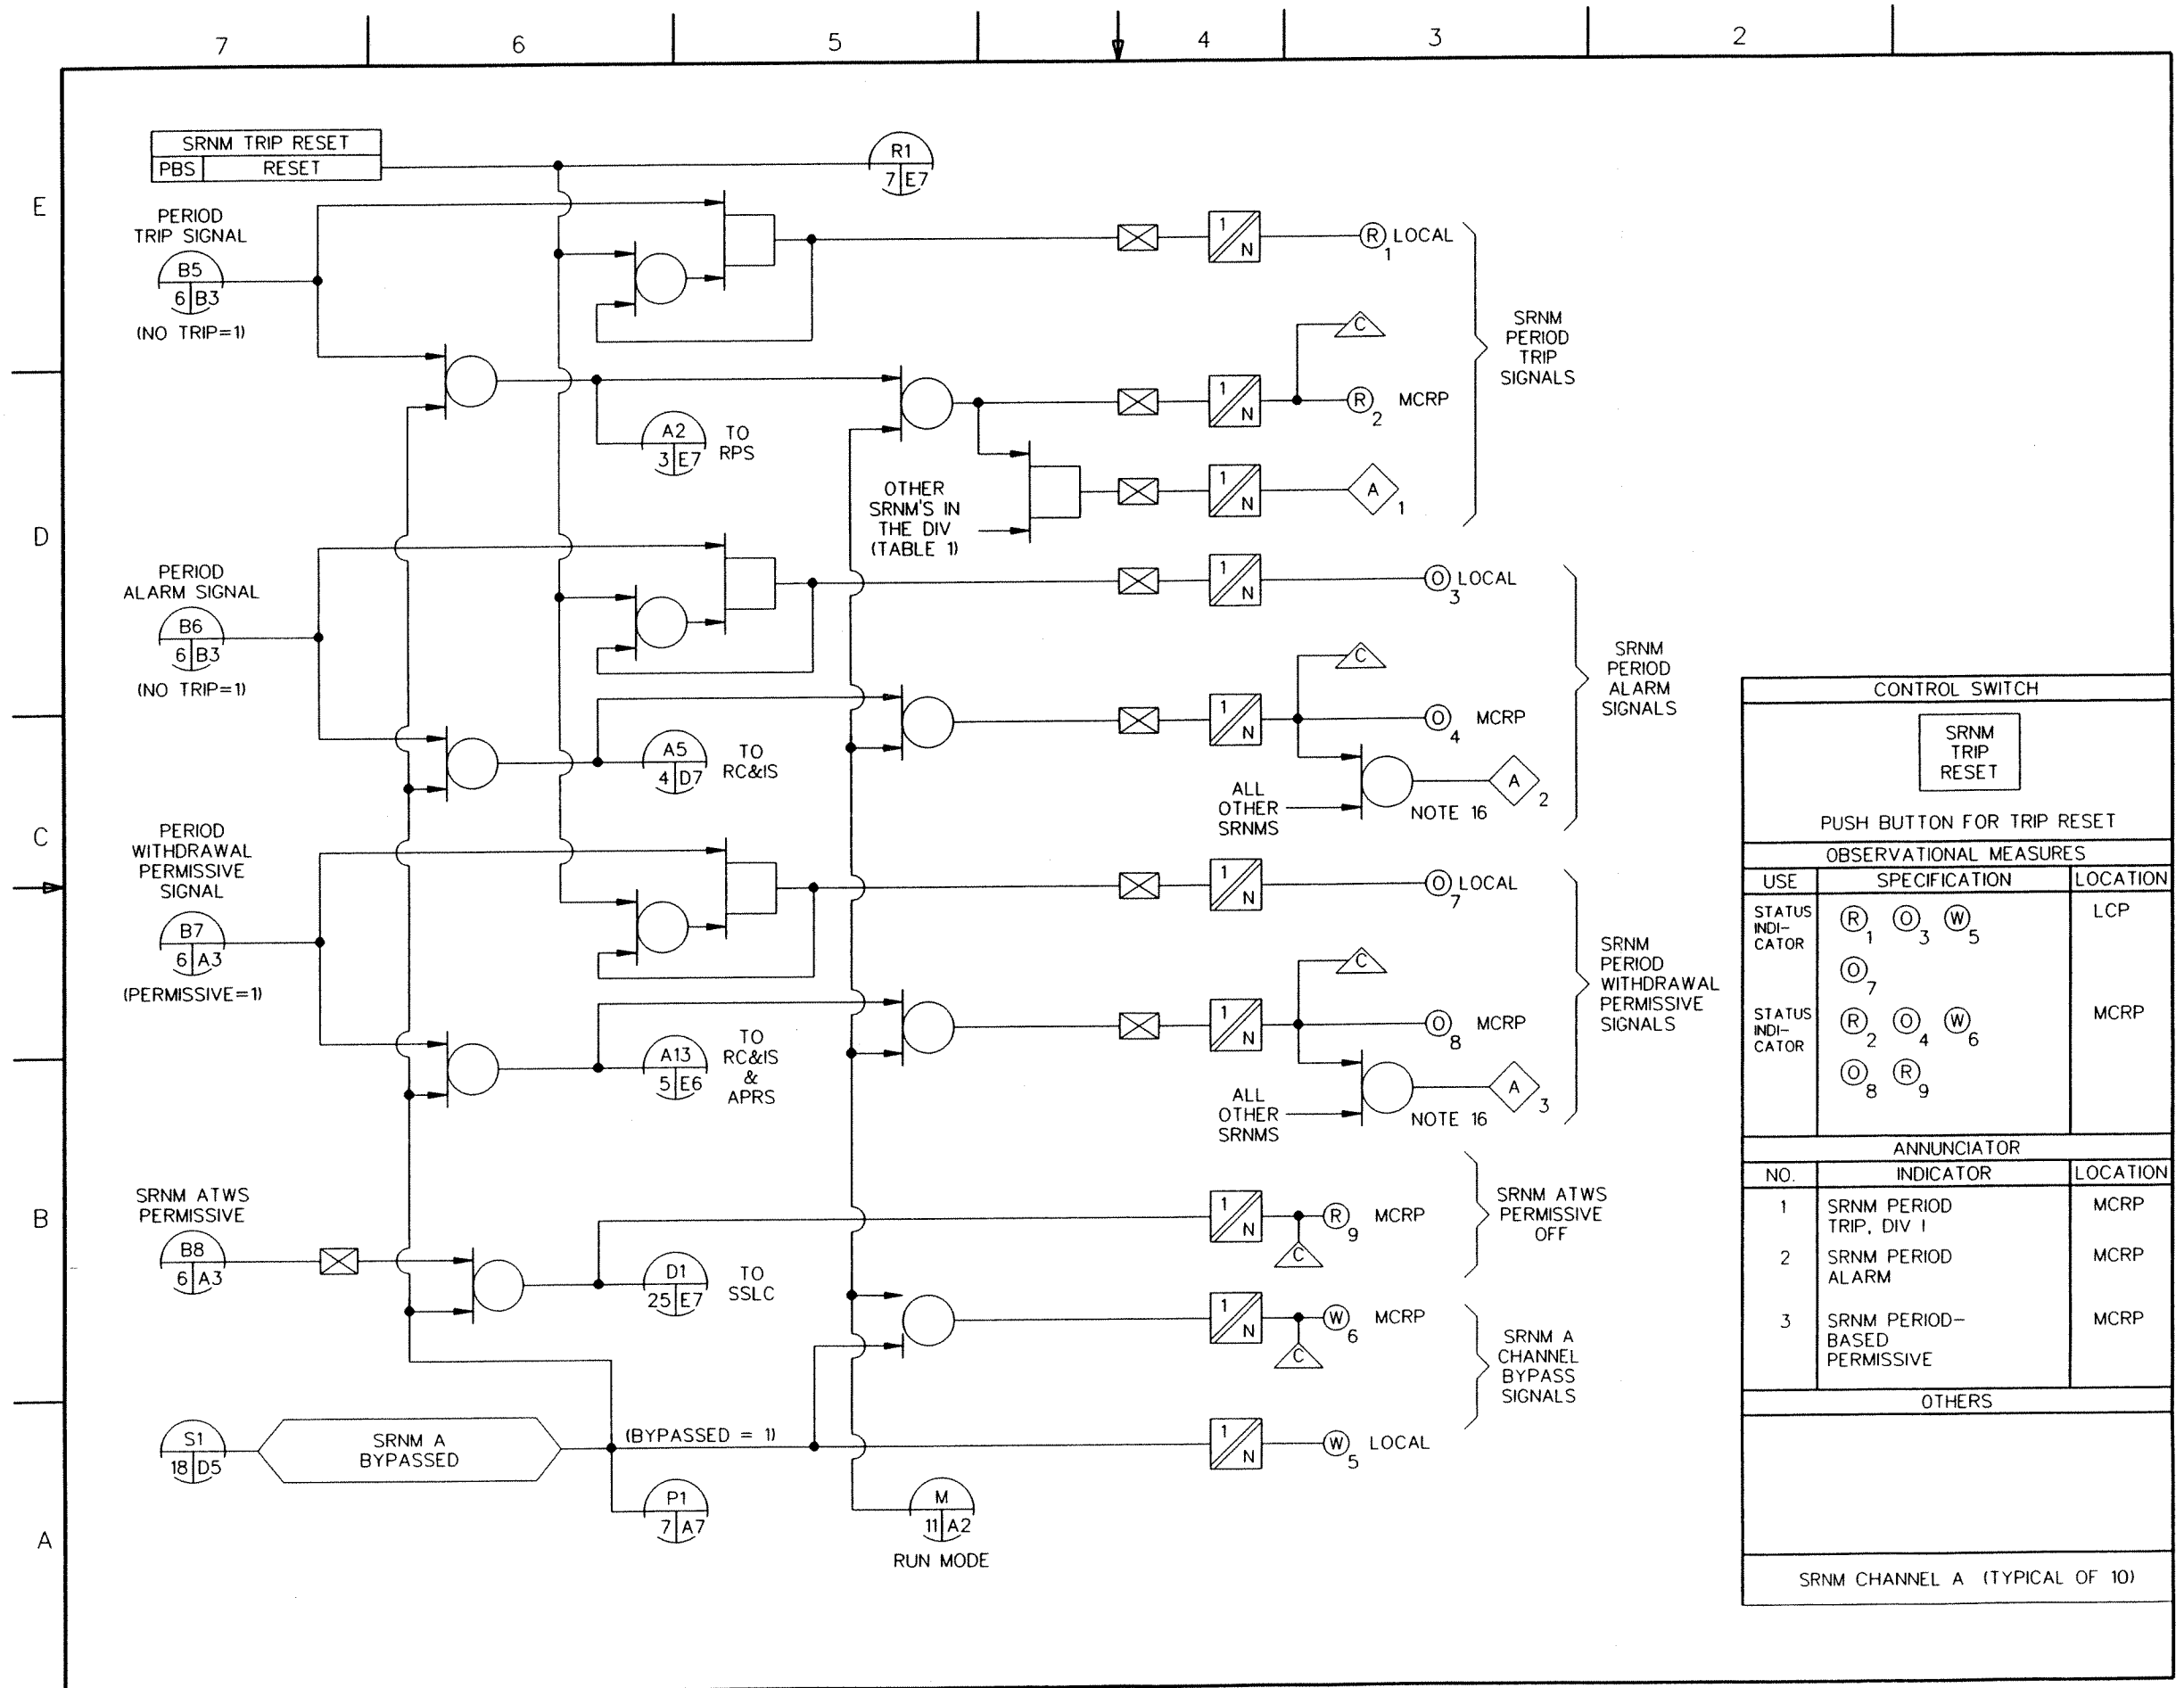 7
6
5
4
3
2
E
D
C
B
A
SRNM TRIP RESET
PBS RESET
R1
7 E7
PERIOD
TRIP SIGNAL
B5
6 B3
(NO TRIP=1)
1
N
R
1
LOCAL
C
1
N
R
2
MCRP
A2
3 E7
TO
RPS
OTHER
SRNM'S IN
THE DIV
(TABLE 1)
1
N
A
1
SRNM
PERIOD
TRIP
SIGNALS
PERIOD
ALARM SIGNAL
B6
6 B3
(NO TRIP=1)
1
N
O
3
LOCAL
C
1
N
O
4
MCRP
A5
4 D7
TO
RC&IS
ALL
OTHER
SRNMS
NOTE 16
A
2
SRNM
PERIOD
ALARM
SIGNALS
PERIOD
WITHDRAWAL
PERMISSIVE
SIGNAL
B7
6 A3
(PERMISSIVE=1)
1
N
O
7
LOCAL
C
1
N
O
8
MCRP
A13
5 E6
TO
RC&IS
&
APRS
ALL
OTHER
SRNMS
NOTE 16
A
3
SRNM
PERIOD
WITHDRAWAL
PERMISSIVE
SIGNALS
SRNM ATWS
PERMISSIVE
B8
6 A3
D1
25 E7
TO
SSLC
1
N
R
9
MCRP
C
SRNM ATWS
PERMISSIVE
OFF
1
N
W
6
MCRP
C
SRNM A
CHANNEL
BYPASS
SIGNALS
S1
18 D5
SRNM A
BYPASSED
(BYPASSED = 1)
1
N
W
5
LOCAL
P1
7 A7
M
11 A2
RUN MODE
CONTROL SWITCH
SRNM
TRIP
RESET
PUSH BUTTON FOR TRIP RESET
OBSERVATIONAL MEASURES
USE SPECIFICATION LOCATION
STATUS
INDI-
CATOR
R 1 O 3 W 5
O 7
LCP
STATUS
INDI-
CATOR
R 2 O 4 W 6
O 8 R 9
MCRP
ANNUNCIATOR
NO. INDICATOR LOCATION
1 SRNM PERIOD MCRP
TRIP, DIV I
2 SRNM PERIOD MCRP
ALARM
3 SRNM PERIOD- MCRP
BASED
PERMISSIVE
OTHERS
SRNM CHANNEL A (TYPICAL OF 10)